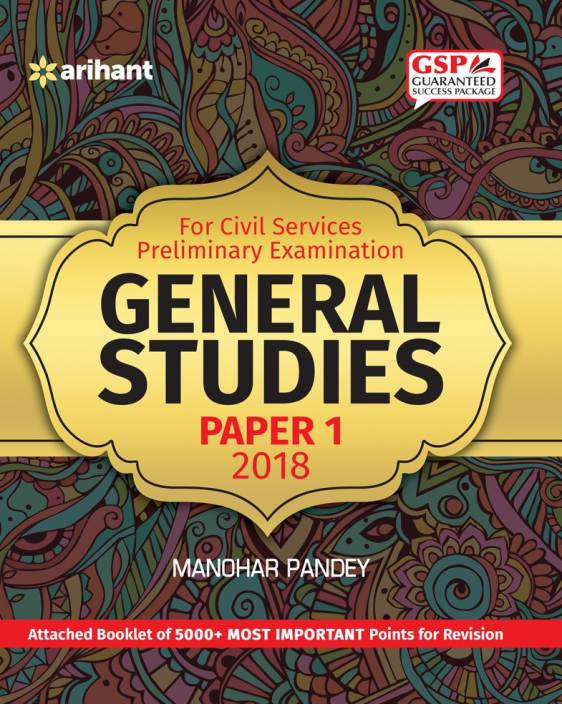 arihant
GSP
GUARANTEED
SUCCESS PACKAGE
For Civil Services
Preliminary Examination
GENERAL
STUDIES
PAPER 1
2018
MANOHAR PANDEY
Attached Booklet of 5000+ MOST IMPORTANT Points for Revision